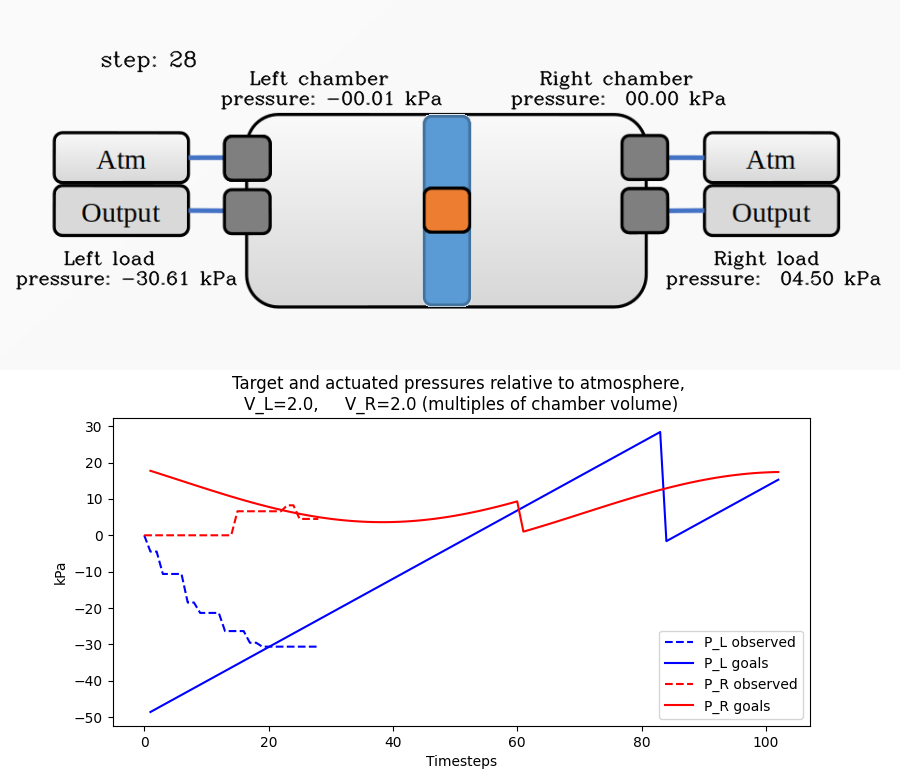 step: 28
Left chamber
pressure: −00.01 kPa
Right chamber
pressure:  00.00 kPa
Atm
Output
Atm
Output
Left load
pressure: −30.61 kPa
Right load
pressure:  04.50 kPa
Target and actuated pressures relative to atmosphere,
V_L=2.0,     V_R=2.0 (multiples of chamber volume)
30
20
10
0
−10
−20
−30
−40
−50
kPa
P_L observed
P_L goals
P_R observed
P_R goals
0 20 40 60 80 100
Timesteps